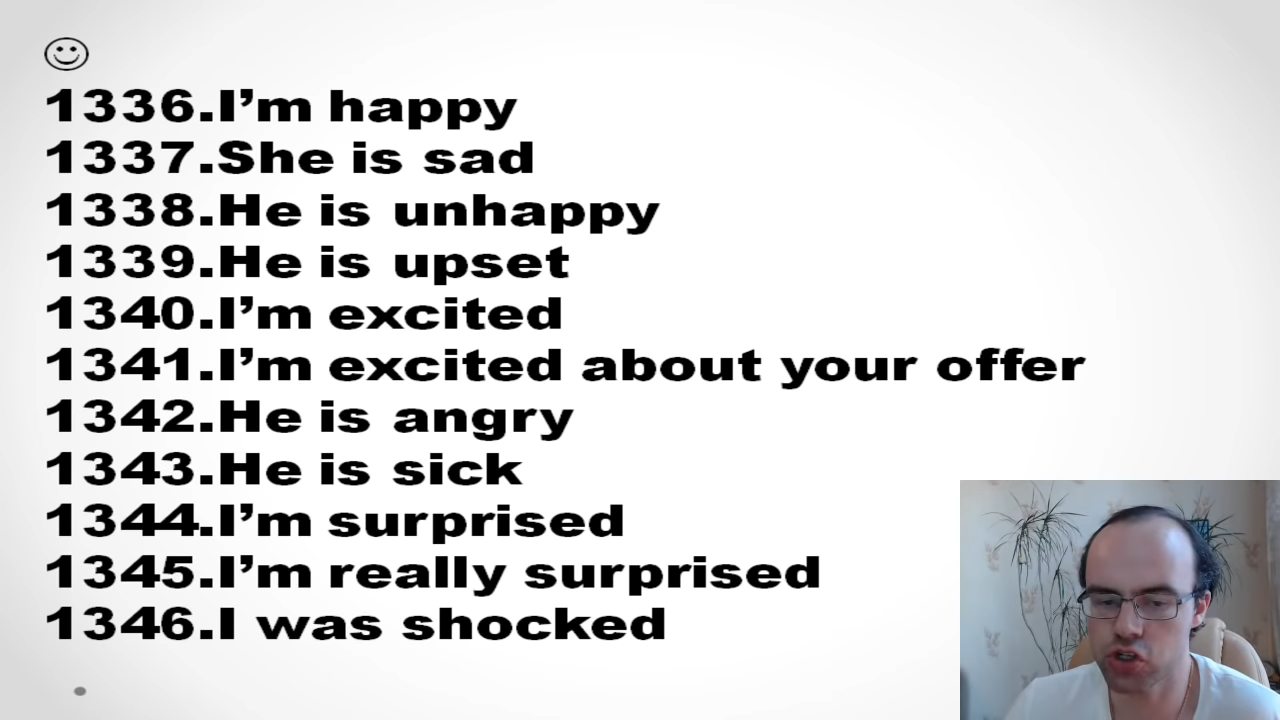 1336.I’m happy
1337.She is sad
1338.He is unhappy
1339.He is upset
1340.I’m excited
1341.I’m excited about your offer
1342.He is angry
1343.He is sick
1344.I’m surprised
1345.I’m really surprised
1346.I was shocked